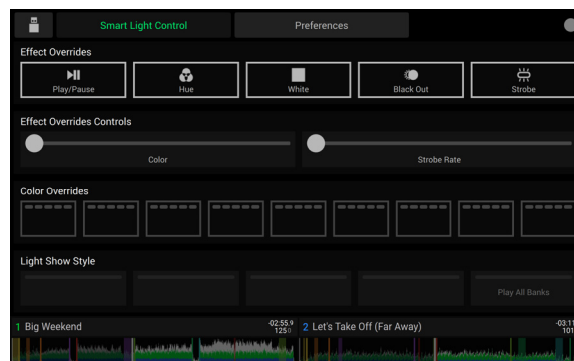 Smart Light Control Preferences
Effect Overrides
Play/Pause Hue White Black Out Strobe
Effect Overrides Controls
Color Strobe Rate
Color Overrides
Light Show Style
Play All Banks
1 Big Weekend -02:55.9 2 Let's Take Off (Far Away) -03:11
125.0 101